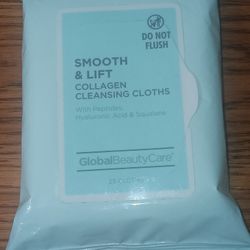 DO NOT
FLUSH
SMOOTH
& LIFT
COLLAGEN
CLEANSING CLOTHS
With Peptides,
Hyaluronic Acid & Squalane
GlobalBeautyCare